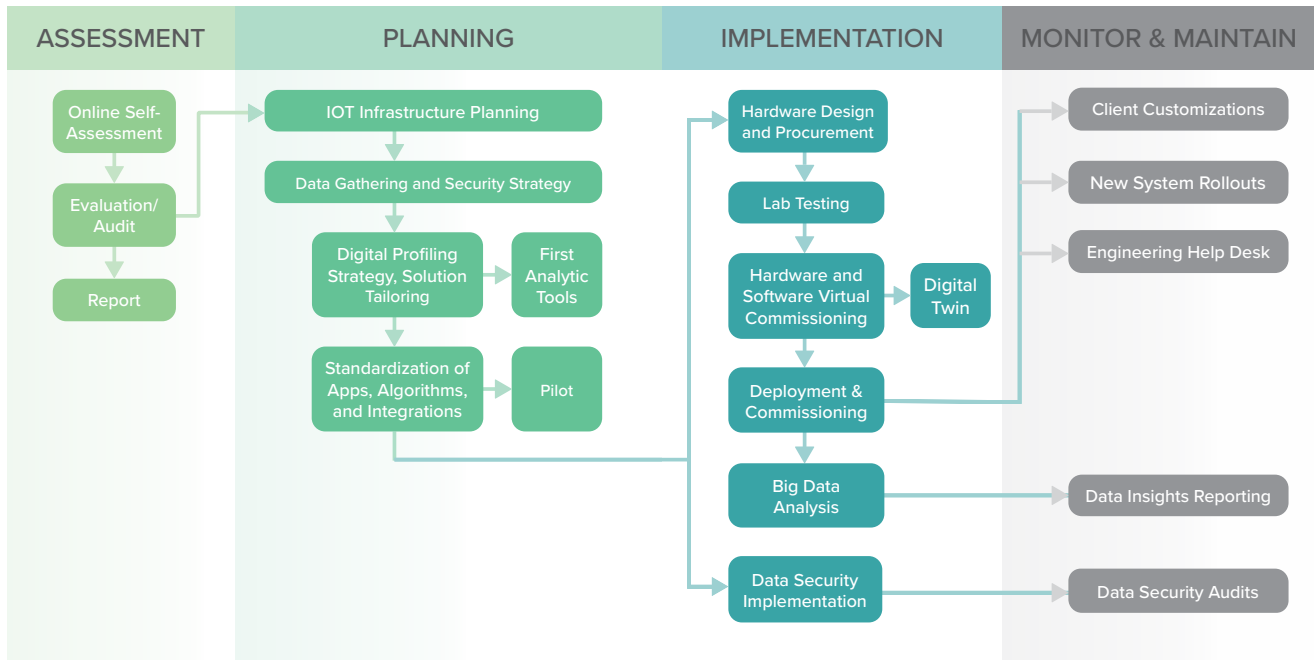 ASSESSMENT
PLANNING
IMPLEMENTATION
MONITOR & MAINTAIN
Online Self-
Assessment
Evaluation/
Audit
Report
IOT Infrastructure Planning
Data Gathering and Security Strategy
Digital Profiling
Strategy, Solution
Tailoring
First
Analytic
Tools
Standardization of
Apps, Algorithms,
and Integrations
Pilot
Hardware Design
and Procurement
Lab Testing
Hardware and
Software Virtual
Commissioning
Digital
Twin
Deployment &
Commissioning
Big Data
Analysis
Data Security
Implementation
Client Customizations
New System Rollouts
Engineering Help Desk
Data Insights Reporting
Data Security Audits